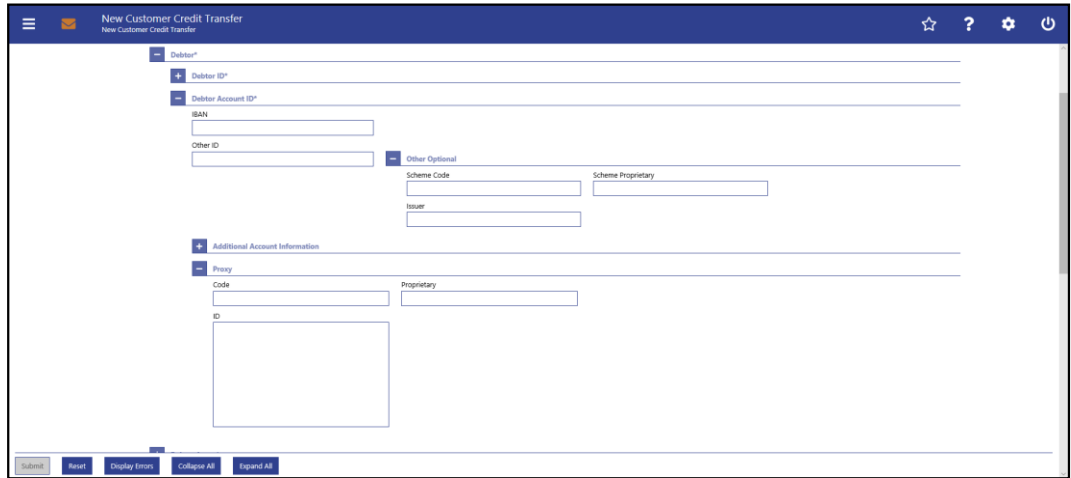 New Customer Credit Transfer
New Customer Credit Transfer
Debtor*
Debtor ID*
Debtor Account ID*
IBAN
Other ID
Other Optional
Scheme Code Scheme Proprietary
Issuer
Additional Account Information
Proxy
Code Proprietary
ID
Submit Reset Display Errors Collapse All Expand All